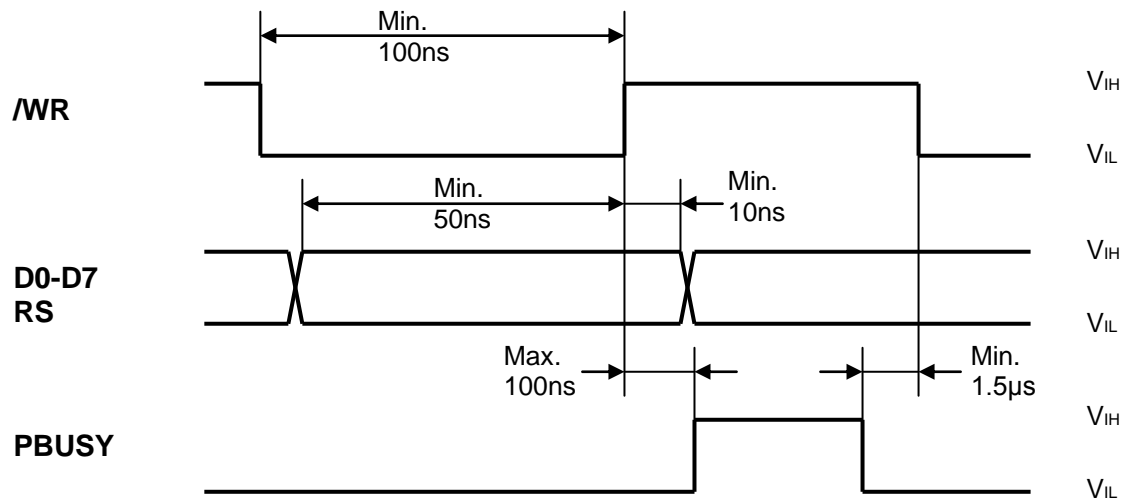 Min.
100ns
/WR
VIH
VIL
Min.
50ns
Min.
10ns
D0-D7
RS
VIH
VIL
Max.
100ns
Min.
1.5µs
PBUSY
VIH
VIL